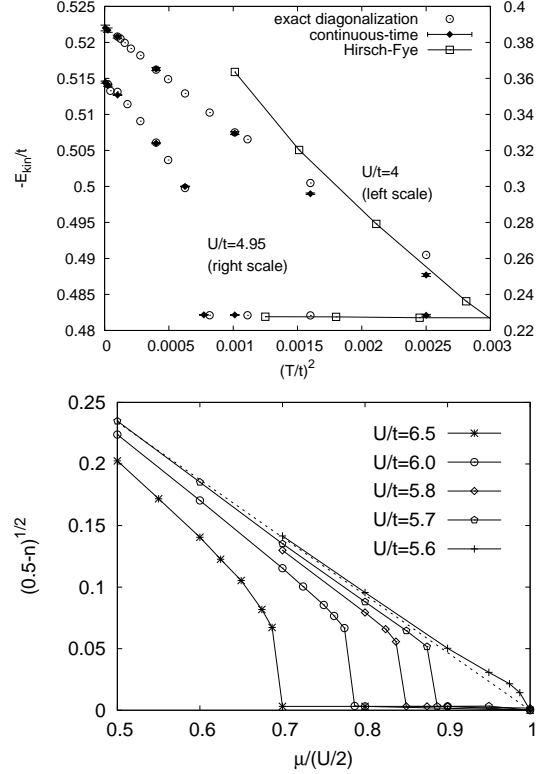 exact diagonalization
continuous-time
Hirsch-Fye
0.525
0.52
0.515
0.51
0.505
0.5
0.495
0.49
0.485
0.48
0.4
0.38
0.36
0.34
0.32
0.3
0.28
0.26
0.24
0.22
-E_kin/t
U/t=4
(left scale)
U/t=4.95
(right scale)
0 0.0005 0.001 0.0015 0.002 0.0025 0.003
(T/t)^2
0.25
0.2
0.15
0.1
0.05
0
(0.5-n)^1/2
U/t=6.5
U/t=6.0
U/t=5.8
U/t=5.7
U/t=5.6
0.5 0.6 0.7 0.8 0.9 1
μ/(U/2)